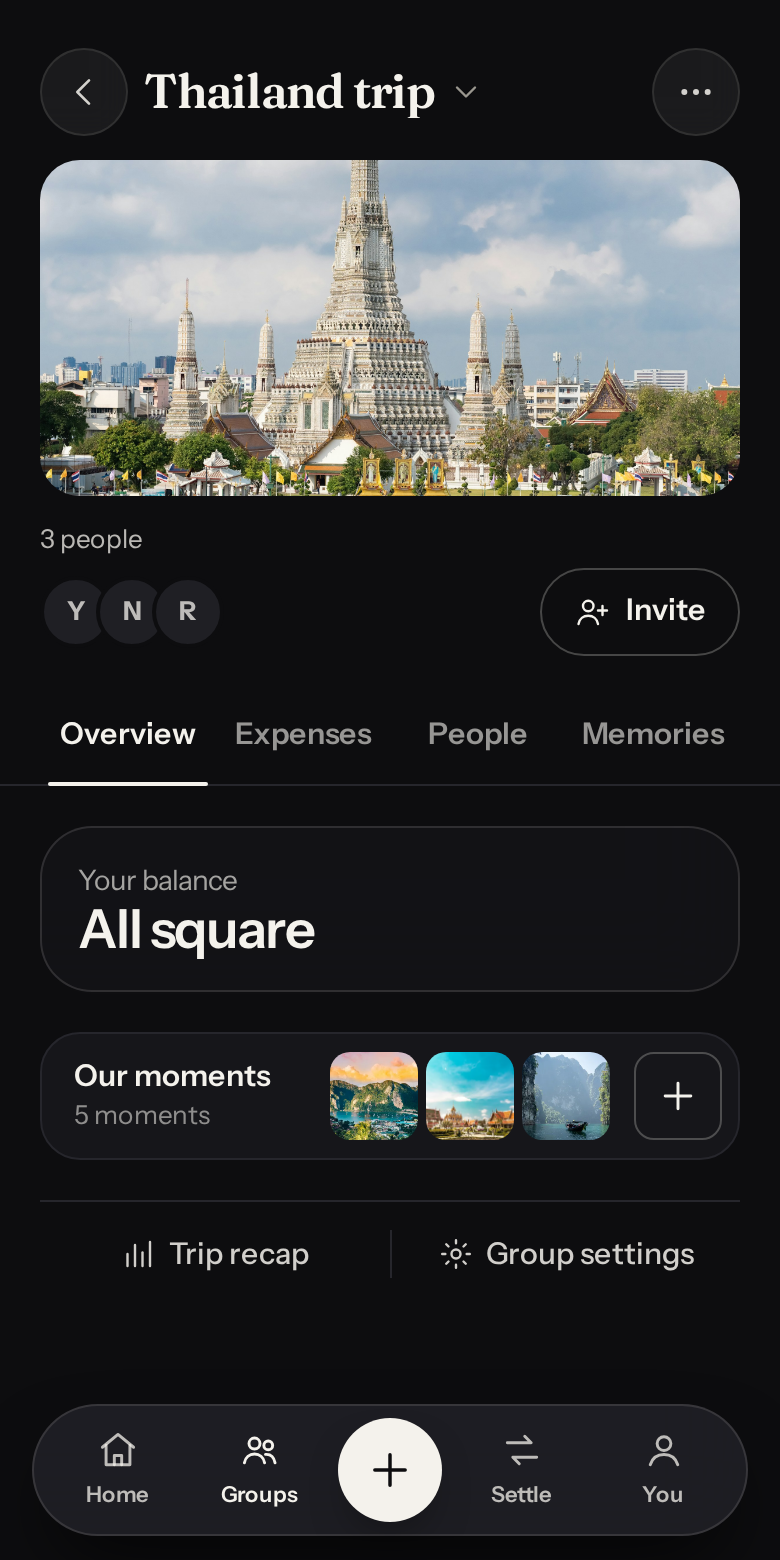 Thailand trip
3 people
Y N R
Invite
Overview Expenses People Memories
Your balance
All square
Our moments
5 moments
Trip recap Group settings
Home Groups Settle You